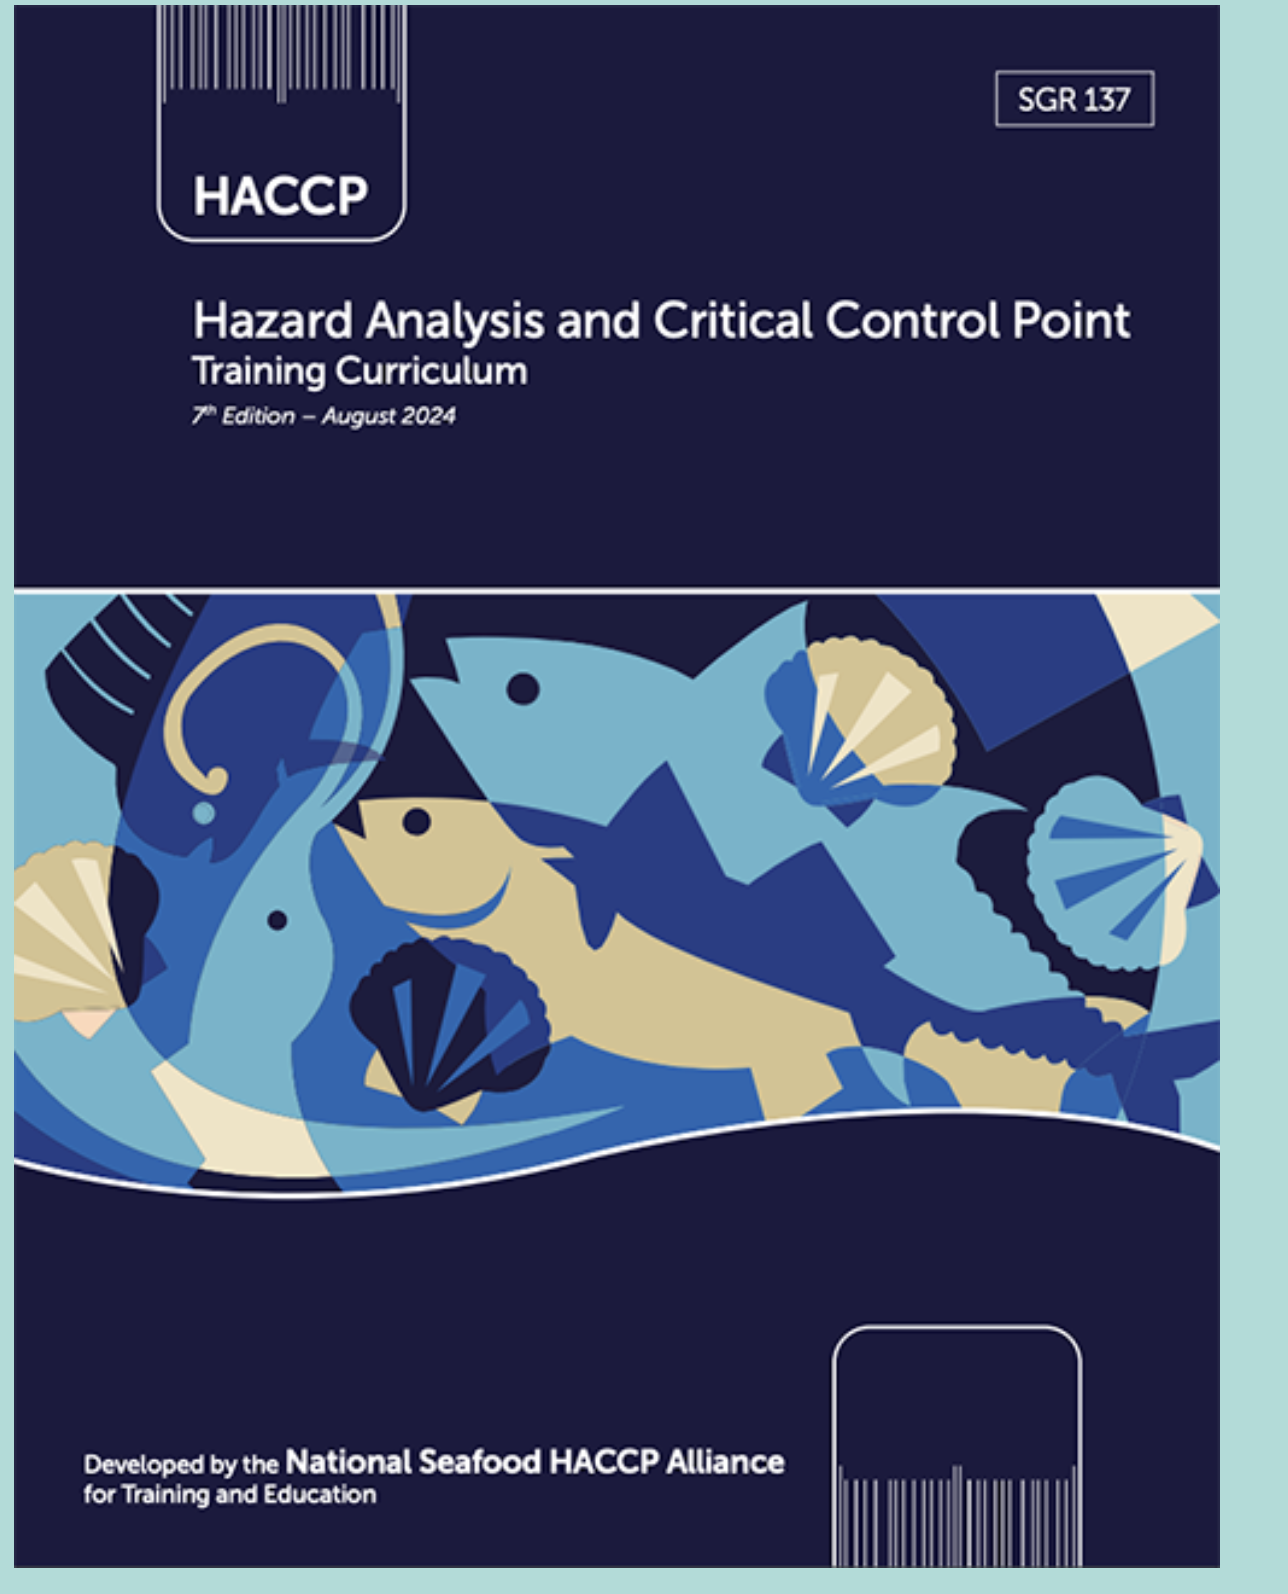 SGR 137
HACCP
Hazard Analysis and Critical Control Point
Training Curriculum
7th Edition – August 2024
Developed by the National Seafood HACCP Alliance
for Training and Education